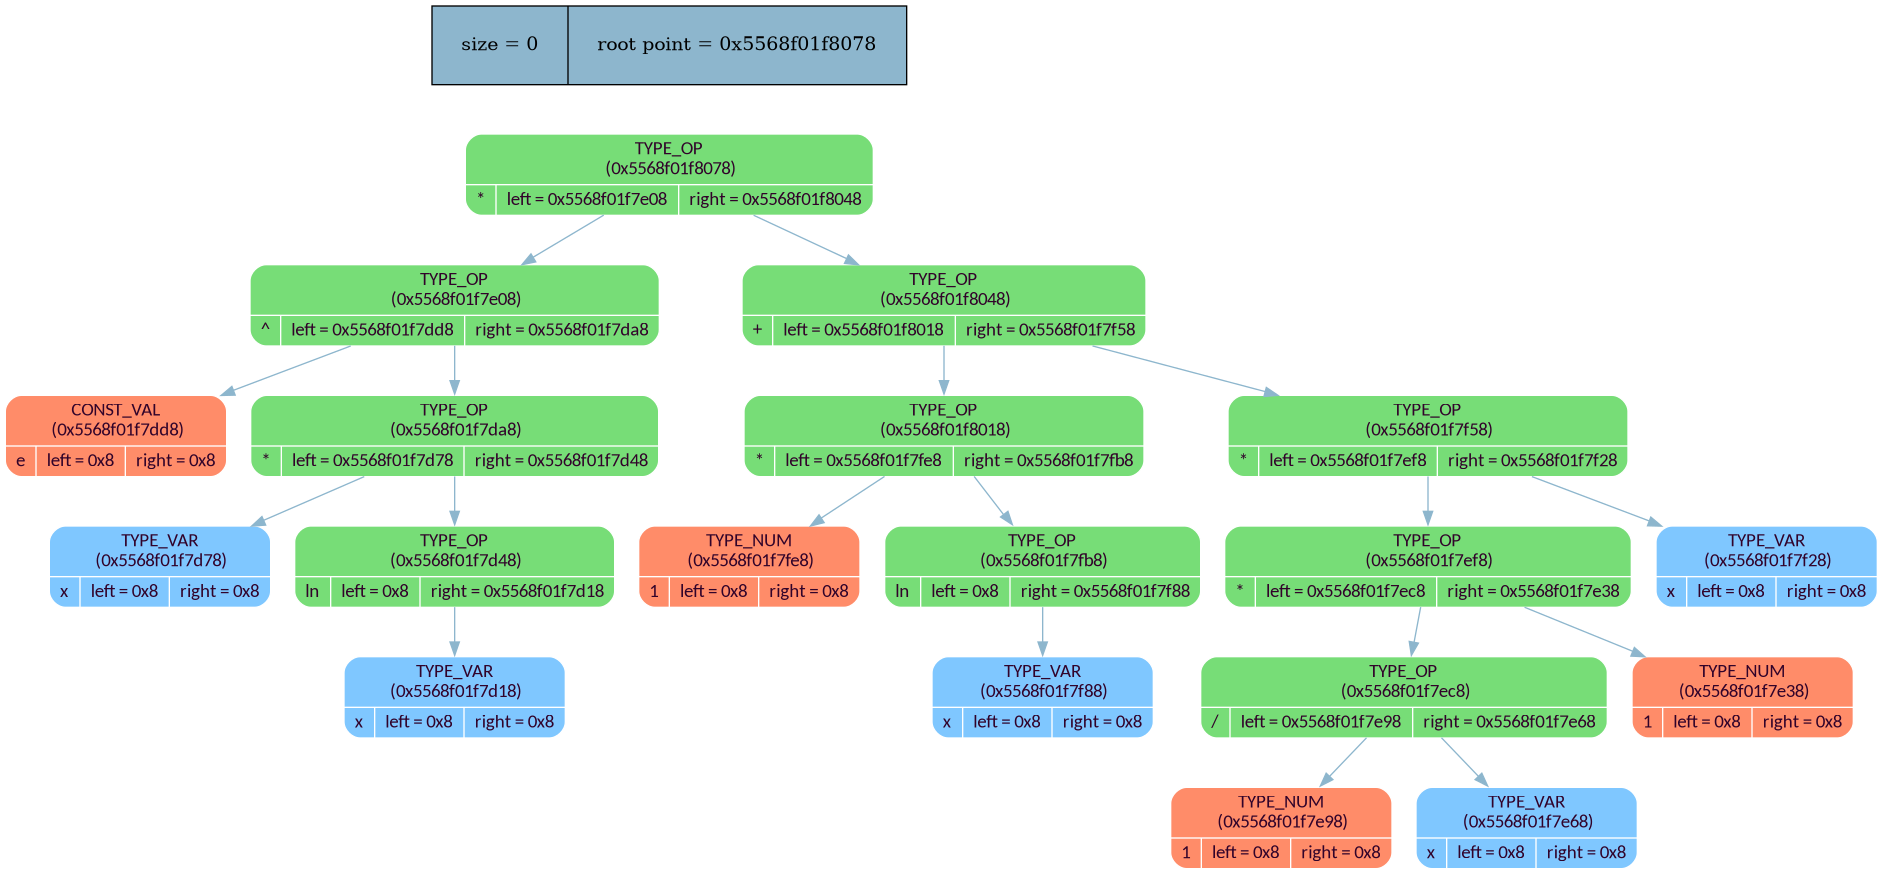 size = 0 root point = 0x5568f01f8078
TYPE_OP
(0x5568f01f8078)
* left = 0x5568f01f7e08 right = 0x5568f01f8048
TYPE_OP
(0x5568f01f7e08)
^ left = 0x5568f01f7dd8 right = 0x5568f01f7da8
TYPE_OP
(0x5568f01f8048)
+ left = 0x5568f01f8018 right = 0x5568f01f7f58
CONST_VAL
(0x5568f01f7dd8)
e left = 0x8 right = 0x8
TYPE_OP
(0x5568f01f7da8)
* left = 0x5568f01f7d78 right = 0x5568f01f7d48
TYPE_OP
(0x5568f01f8018)
* left = 0x5568f01f7fe8 right = 0x5568f01f7fb8
TYPE_OP
(0x5568f01f7f58)
* left = 0x5568f01f7ef8 right = 0x5568f01f7f28
TYPE_VAR
(0x5568f01f7d78)
x left = 0x8 right = 0x8
TYPE_OP
(0x5568f01f7d48)
ln left = 0x8 right = 0x5568f01f7d18
TYPE_NUM
(0x5568f01f7fe8)
1 left = 0x8 right = 0x8
TYPE_OP
(0x5568f01f7fb8)
ln left = 0x8 right = 0x5568f01f7f88
TYPE_OP
(0x5568f01f7ef8)
* left = 0x5568f01f7ec8 right = 0x5568f01f7e38
TYPE_VAR
(0x5568f01f7f28)
x left = 0x8 right = 0x8
TYPE_VAR
(0x5568f01f7d18)
x left = 0x8 right = 0x8
TYPE_VAR
(0x5568f01f7f88)
x left = 0x8 right = 0x8
TYPE_OP
(0x5568f01f7ec8)
/ left = 0x5568f01f7e98 right = 0x5568f01f7e68
TYPE_NUM
(0x5568f01f7e38)
1 left = 0x8 right = 0x8
TYPE_NUM
(0x5568f01f7e98)
1 left = 0x8 right = 0x8
TYPE_VAR
(0x5568f01f7e68)
x left = 0x8 right = 0x8